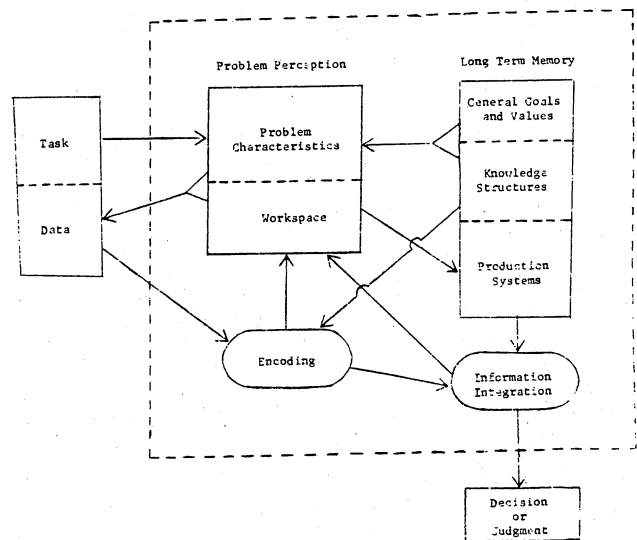 Problem Perception
Long Term Memory
Task
Data
Problem
Characteristics
Workspace
General Goals
and Values
Knowledge
Structures
Production
Systems
Encoding
Information
Integration
Decision
or
Judgment